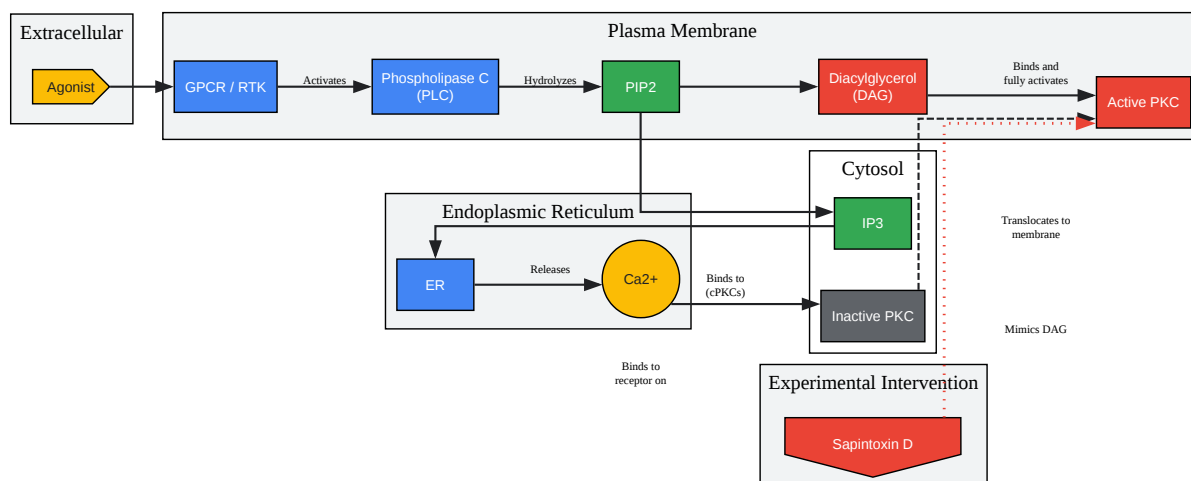 Extracellular
Plasma Membrane
Agonist
GPCR / RTK
Activates
Phospholipase C
(PLC)
Hydrolyzes
PIP2
Diacylglycerol
(DAG)
Binds and
fully activates
Active PKC
Cytosol
Endoplasmic Reticulum
IP3
Translocates to
membrane
ER
Releases
Ca2+
Binds to
(cPKCs)
Inactive PKC
Mimics DAG
Binds to
receptor on
Experimental Intervention
Sapintoxin D